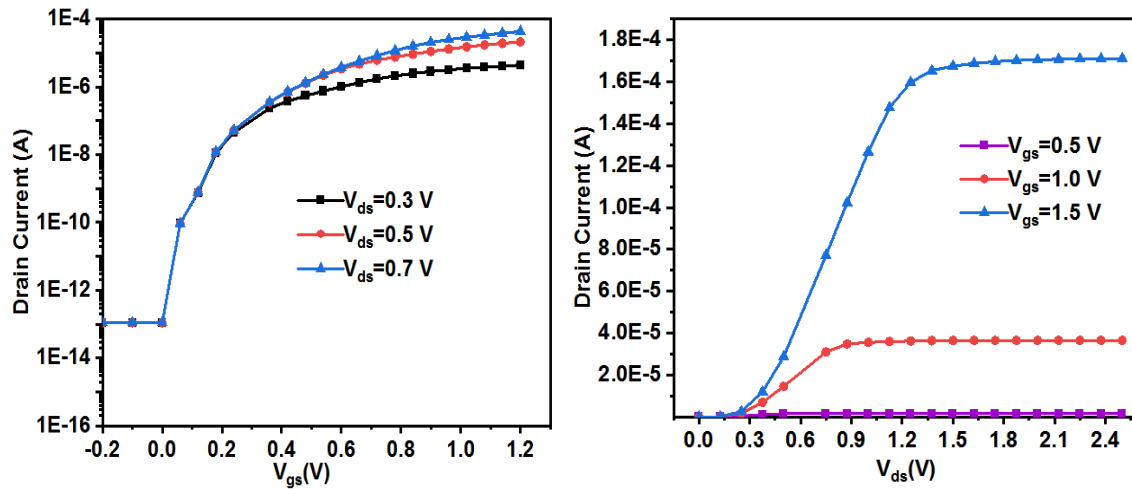 1E-4
1E-6
1E-8
1E-10
1E-12
1E-14
1E-16
Drain Current (A)
Vds=0.3 V
Vds=0.5 V
Vds=0.7 V
-0.2 0.0 0.2 0.4 0.6 0.8 1.0 1.2
Vgs(V)
1.8E-4
1.6E-4
1.4E-4
1.2E-4
1.0E-4
8.0E-5
6.0E-5
4.0E-5
2.0E-5
Drain Current (A)
Vgs=0.5 V
Vgs=1.0 V
Vgs=1.5 V
0.0 0.3 0.6 0.9 1.2 1.5 1.8 2.1 2.4
Vds(V)